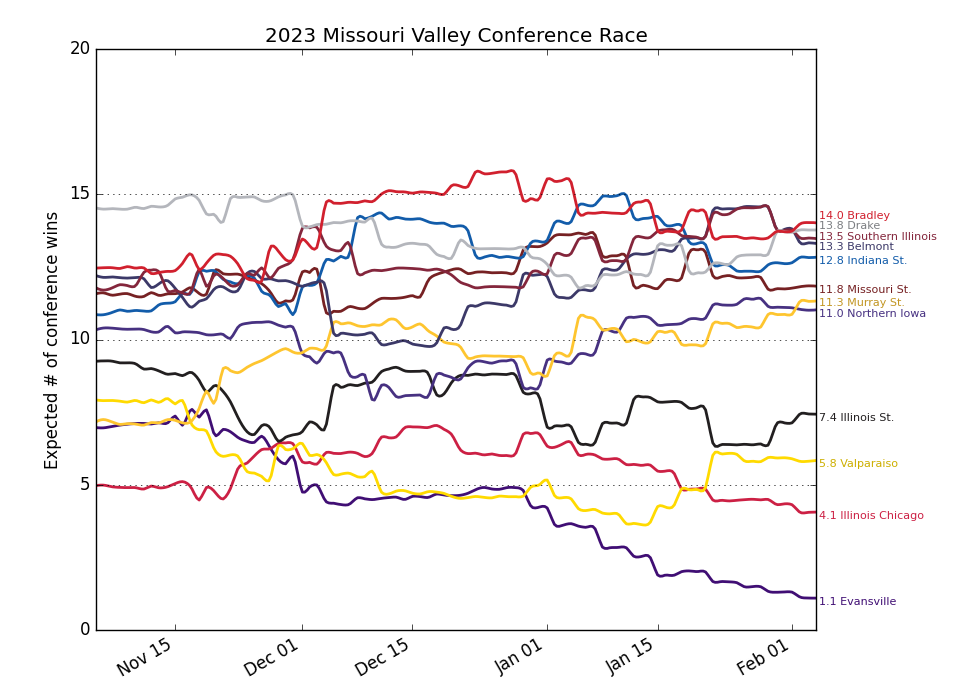 2023 Missouri Valley Conference Race
Expected # of conference wins
20
15
10
5
0
14.0 Bradley
13.8 Drake
13.5 Southern Illinois
13.3 Belmont
12.8 Indiana St.
11.8 Missouri St.
11.3 Murray St.
11.0 Northern Iowa
7.4 Illinois St.
5.8 Valparaiso
4.1 Illinois Chicago
1.1 Evansville
Nov 15
Dec 01
Dec 15
Jan 01
Jan 15
Feb 01